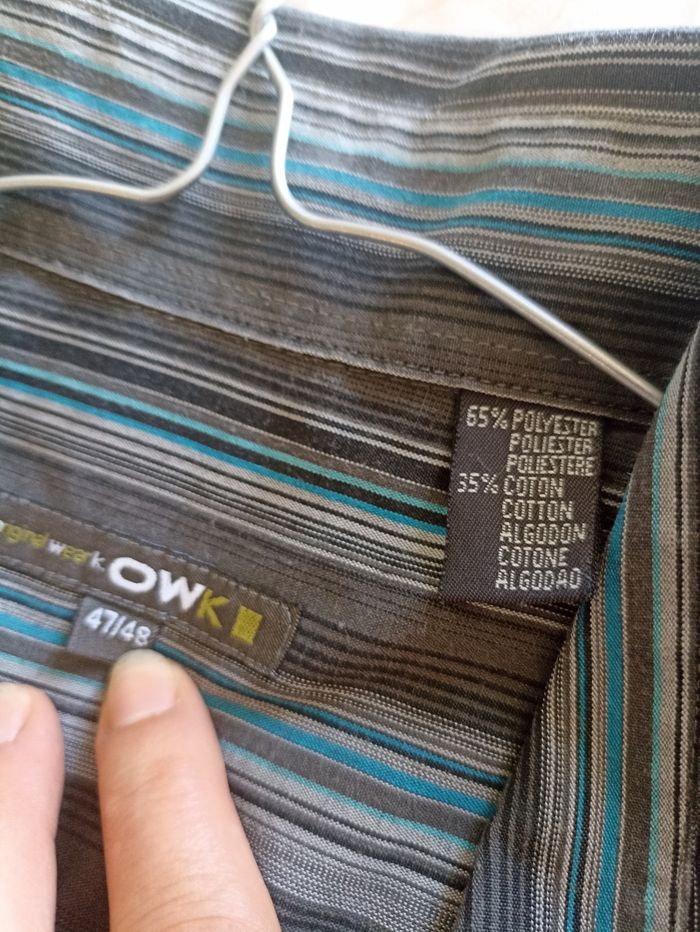 65% POLYESTER
POLIESTER
POLIESTERE
35% COTON
COTTON
ALGODON
COTONE
ALGODAO
OWK
47/48